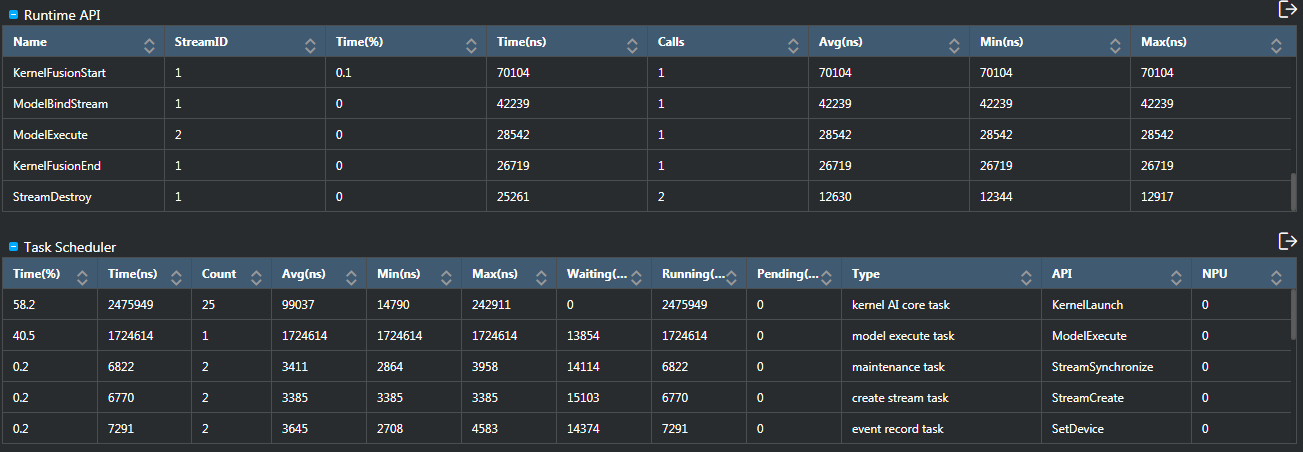 Runtime API
Name StreamID Time(%) Time(ns) Calls Avg(ns) Min(ns) Max(ns)
KernelFusionStart 1 0.1 70104 1 70104 70104 70104
ModelBindStream 1 0 42239 1 42239 42239 42239
ModelExecute 2 0 28542 1 28542 28542 28542
KernelFusionEnd 1 0 26719 1 26719 26719 26719
StreamDestroy 1 0 25261 2 12630 12344 12917
Task Scheduler
Time(%) Time(ns) Count Avg(ns) Min(ns) Max(ns) Waiting(... Running(... Pending(... Type API NPU
58.2 2475949 25 99037 14790 242911 0 2475949 0 kernel AI core task KernelLaunch 0
40.5 1724614 1 1724614 1724614 1724614 13854 1724614 0 model execute task ModelExecute 0
0.2 6822 2 3411 2864 3958 14114 6822 0 maintenance task StreamSynchronize 0
0.2 6770 2 3385 3385 3385 15103 6770 0 create stream task StreamCreate 0
0.2 7291 2 3645 2708 4583 14374 7291 0 event record task SetDevice 0